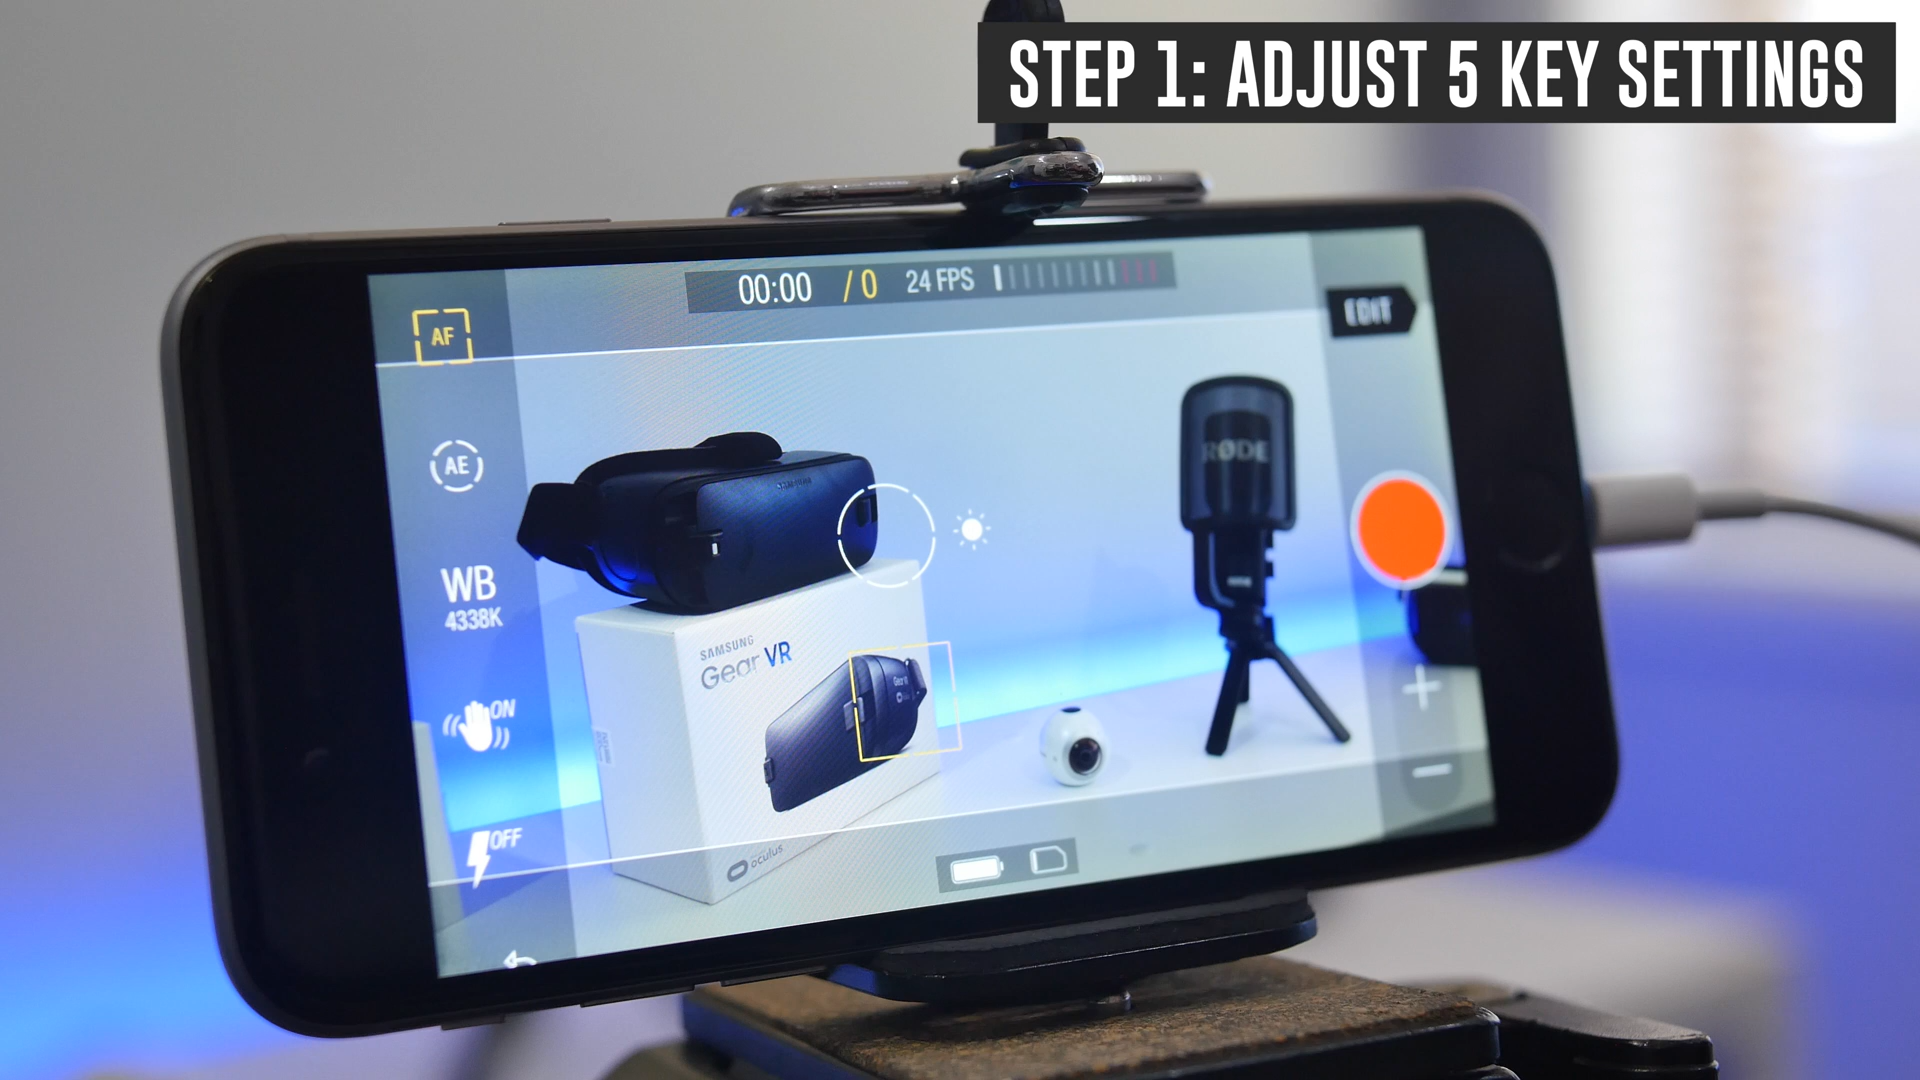 STEP 1: ADJUST 5 KEY SETTINGS
00:00 / 0 24 FPS
EDIT
AF
AE
WB
4338K
ON
OFF
SAMSUNG
RØDE
SAMSUNG
Gear VR
oculus